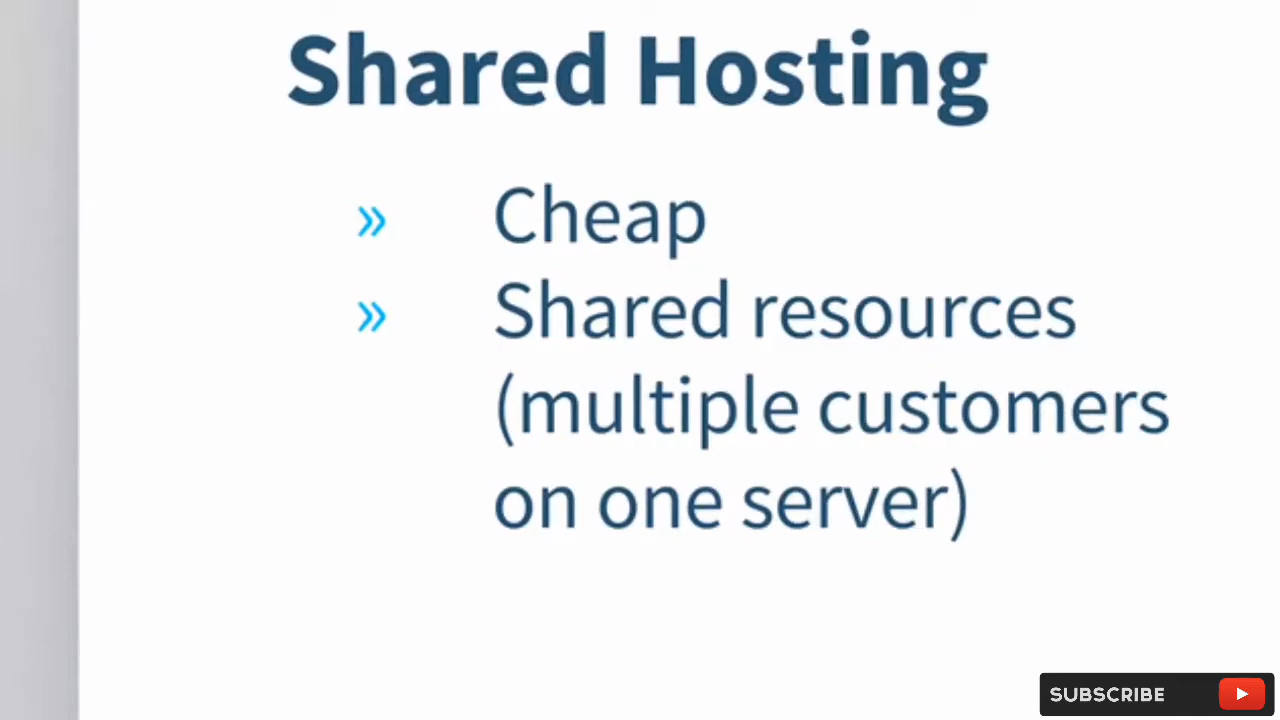 Shared Hosting
» Cheap
» Shared resources
(multiple customers
on one server)
SUBSCRIBE